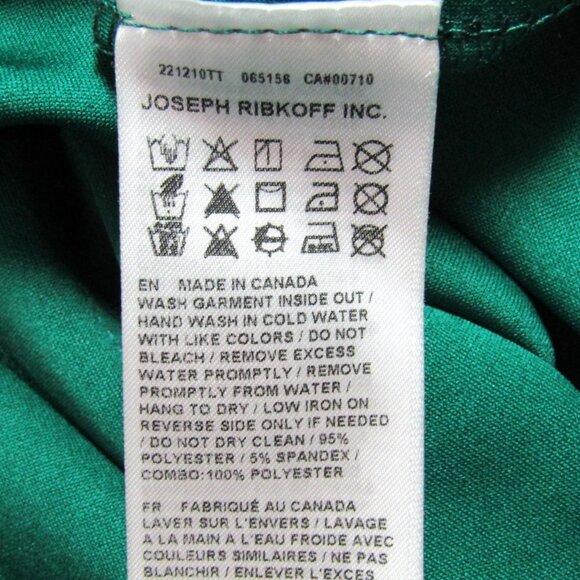 221210TT 065156 CA#00710
JOSEPH RIBKOFF INC.
EN MADE IN CANADA
WASH GARMENT INSIDE OUT /
HAND WASH IN COLD WATER
WITH LIKE COLORS / DO NOT
BLEACH / REMOVE EXCESS
WATER PROMPTLY / REMOVE
PROMPTLY FROM WATER /
HANG TO DRY / LOW IRON ON
REVERSE SIDE ONLY IF NEEDED
/ DO NOT DRY CLEAN / 95%
POLYESTER / 5% SPANDEX /
COMBO:100% POLYESTER
FR FABRIQUÉ AU CANADA
LAVER SUR L'ENVERS / LAVAGE
A LA MAIN A L'EAU FROIDE AVEC
COULEURS SIMILAIRES / NE PAS
BLANCHIR / ENLEVER L'EXCES